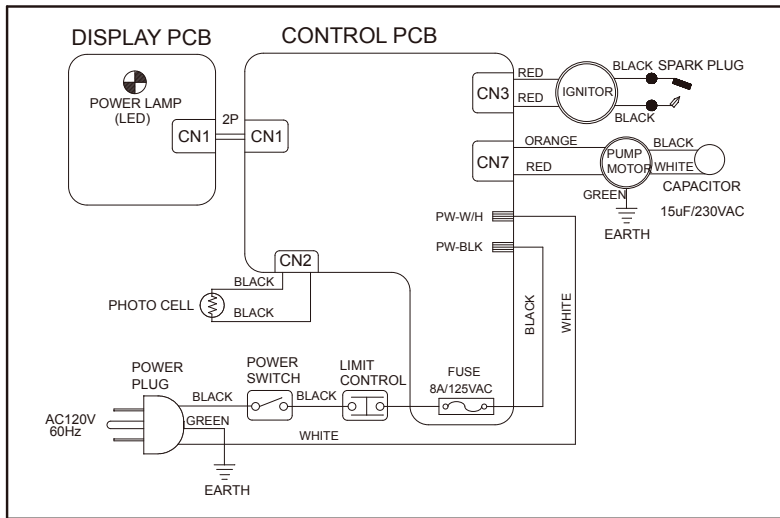 DISPLAY PCB
CONTROL PCB
POWER LAMP
(LED)
CN1
2P
CN1
CN3
RED
RED
IGNITOR
BLACK
SPARK PLUG
BLACK
CN7
ORANGE
RED
PUMP
MOTOR
BLACK
WHITE
CAPACITOR
15uF/230VAC
GREEN
EARTH
PW-W/H
PW-BLK
CN2
BLACK
BLACK
PHOTO CELL
BLACK
WHITE
POWER
PLUG
AC120V
60Hz
BLACK
POWER
SWITCH
BLACK
LIMIT
CONTROL
FUSE
8A/125VAC
GREEN
WHITE
EARTH